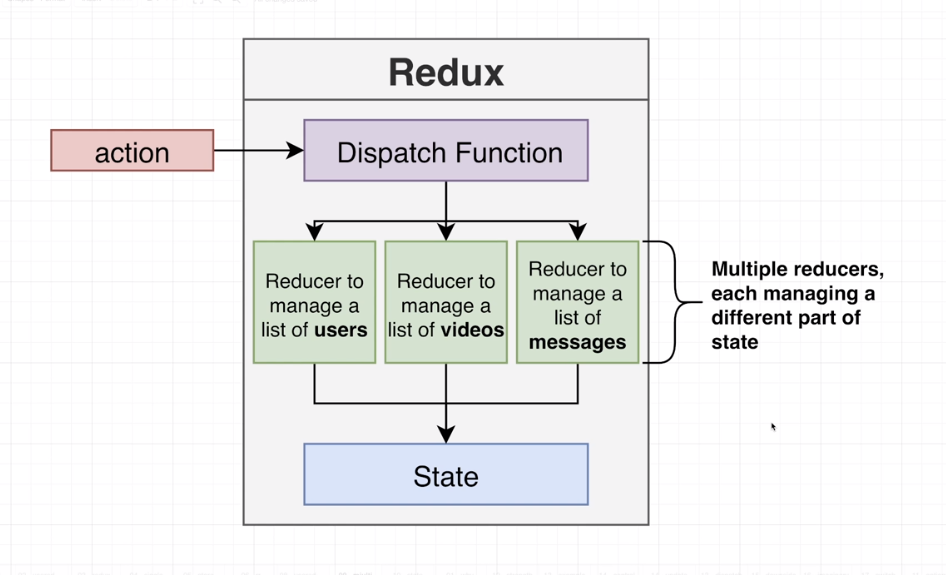 Redux
action
Dispatch Function
Reducer to
manage a
list of users
Reducer to
manage a
list of videos
Reducer to
manage a
list of
messages
Multiple reducers,
each managing a
different part of
state
State